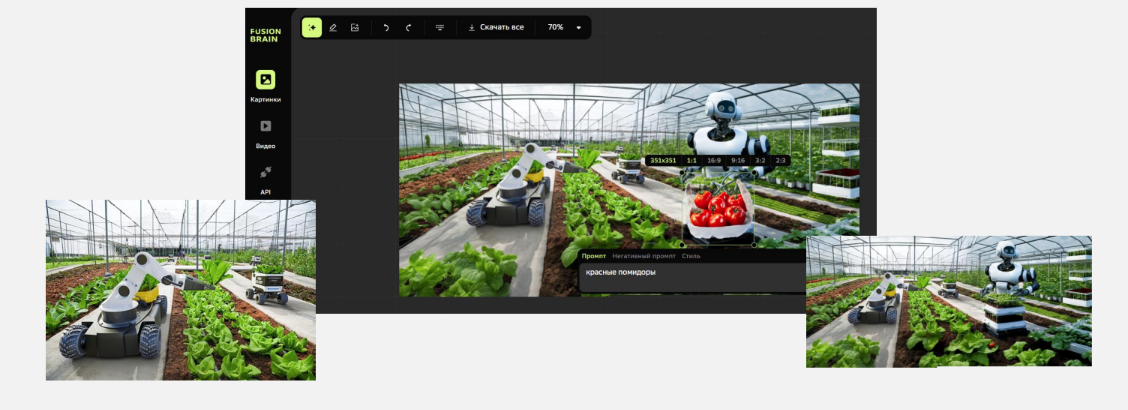 FUSION
BRAIN
Скачать все
70%
Картинки
Видео
API
351x351 1:1 16:9 9:16 3:2 2:3
Промпт Негативный промпт Стиль
красные помидоры